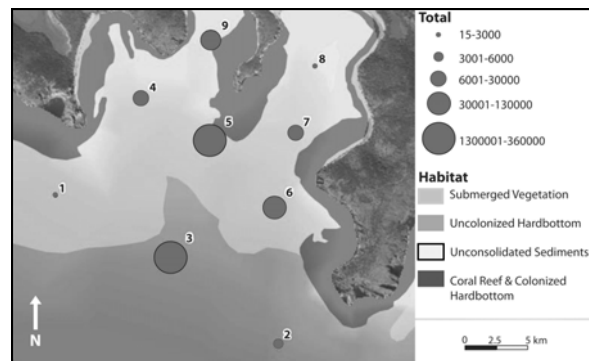 9
8
4
5
7
1
6
3
2
N
Total
15-3000
3001-6000
6001-30000
30001-130000
1300001-360000
Habitat
Submerged Vegetation
Uncolonized Hardbottom
Unconsolidated Sediments
Coral Reef & Colonized
Hardbottom
0 2.5 5 km